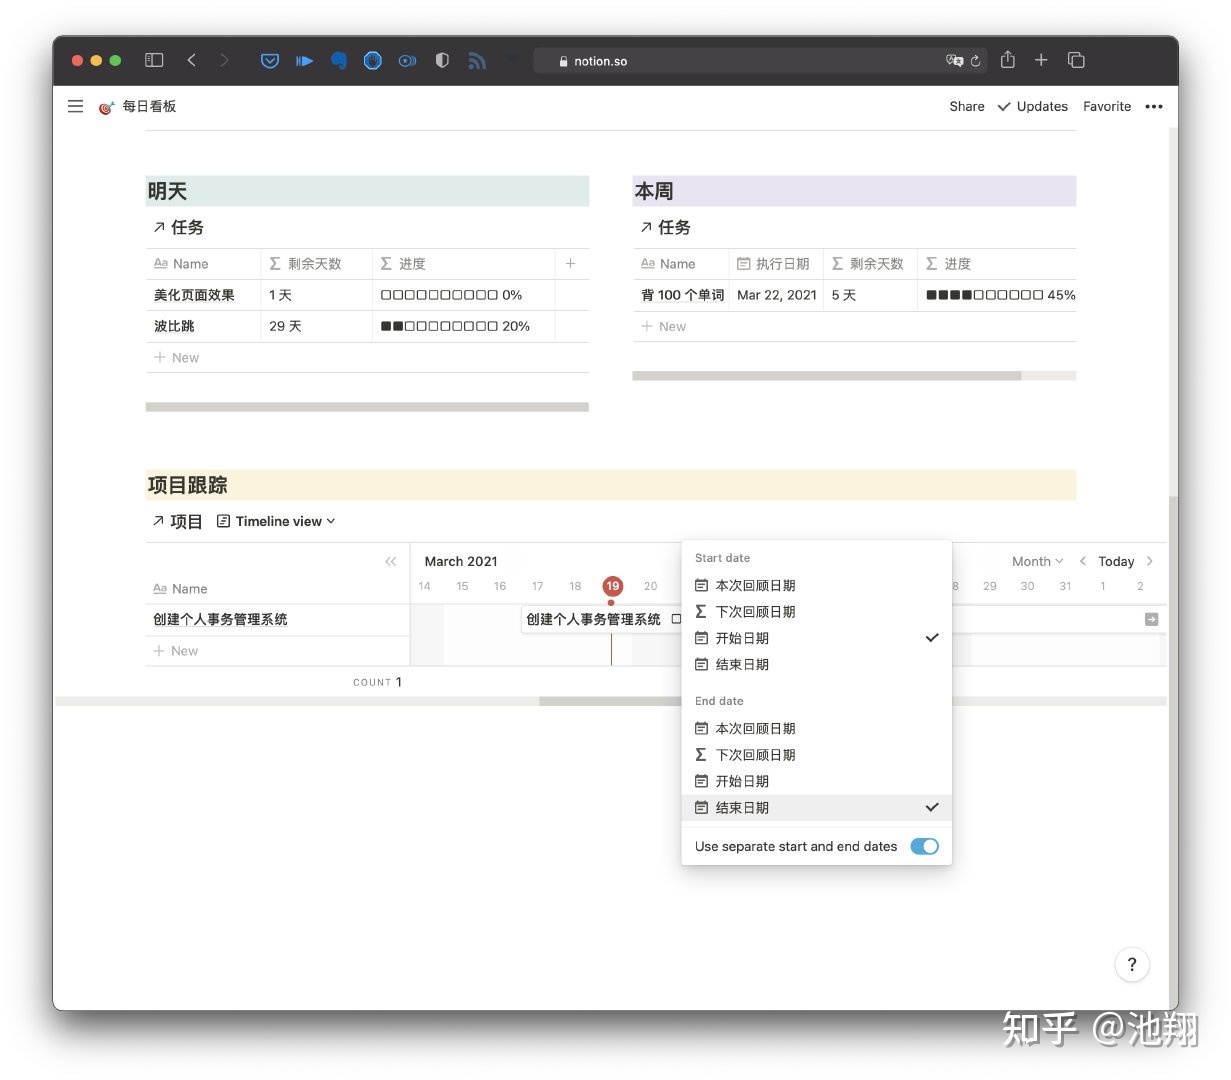 notion.so
每日看板
Share Updates Favorite •••
明天
任务
Aa Name Σ 剩余天数 Σ 进度 +
美化页面效果 1 天 □□□□□□□□□□ 0%
波比跳 29 天 ■■□□□□□□□□ 20%
+ New
本周
任务
Aa Name 执行日期 Σ 剩余天数 Σ 进度
背 100 个单词 Mar 22, 2021 5 天 ■■■■□□□□□□ 45%
+ New
项目跟踪
项目 Timeline view
March 2021 Month Today
14 15 16 17 18 19 20 8 29 30 31 1 2
Aa Name
创建个人事务管理系统
创建个人事务管理系统
+ New
COUNT 1
Start date
本次回顾日期
Σ 下次回顾日期
开始日期
结束日期
End date
本次回顾日期
Σ 下次回顾日期
开始日期
结束日期
Use separate start and end dates
?
知乎 @池翔